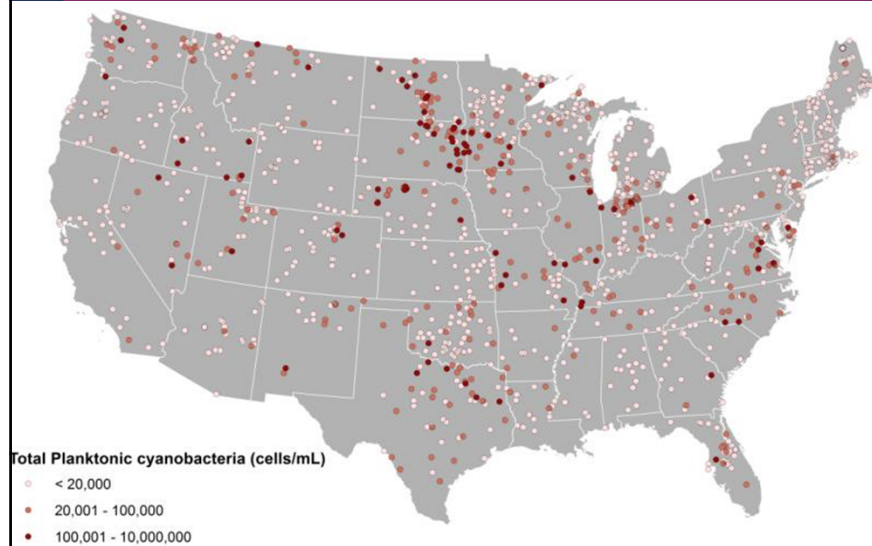 Total Planktonic cyanobacteria (cells/mL)
< 20,000
20,001 - 100,000
100,001 - 10,000,000